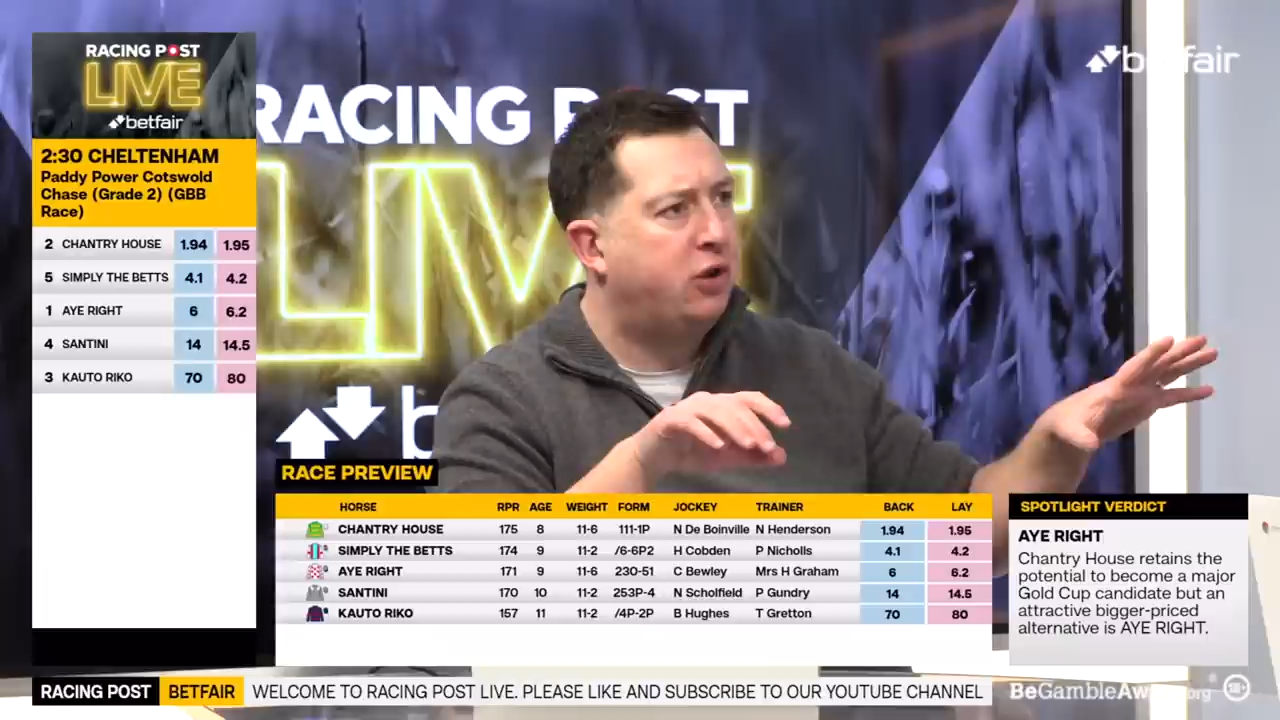 RACING POST
LIVE
betfair
2:30 CHELTENHAM
Paddy Power Cotswold
Chase (Grade 2) (GBB
Race)
2 CHANTRY HOUSE 1.94 1.95
5 SIMPLY THE BETTS 4.1 4.2
1 AYE RIGHT 6 6.2
4 SANTINI 14 14.5
3 KAUTO RIKO 70 80
betfair
RACING POST
LIVE
b
RACE PREVIEW
HORSE RPR AGE WEIGHT FORM JOCKEY TRAINER BACK LAY
CHANTRY HOUSE 175 8 11-6 111-1P N De Boinville N Henderson 1.94 1.95
SIMPLY THE BETTS 174 9 11-2 /6-6P2 H Cobden P Nicholls 4.1 4.2
AYE RIGHT 171 9 11-6 230-51 C Bewley Mrs H Graham 6 6.2
SANTINI 170 10 11-2 253P-4 N Scholfield P Gundry 14 14.5
KAUTO RIKO 157 11 11-2 /4P-2P B Hughes T Gretton 70 80
SPOTLIGHT VERDICT
AYE RIGHT
Chantry House retains the
potential to become a major
Gold Cup candidate but an
attractive bigger-priced
alternative is AYE RIGHT.
RACING POST BETFAIR WELCOME TO RACING POST LIVE. PLEASE LIKE AND SUBSCRIBE TO OUR YOUTUBE CHANNEL
BeGambleAware.org 18+